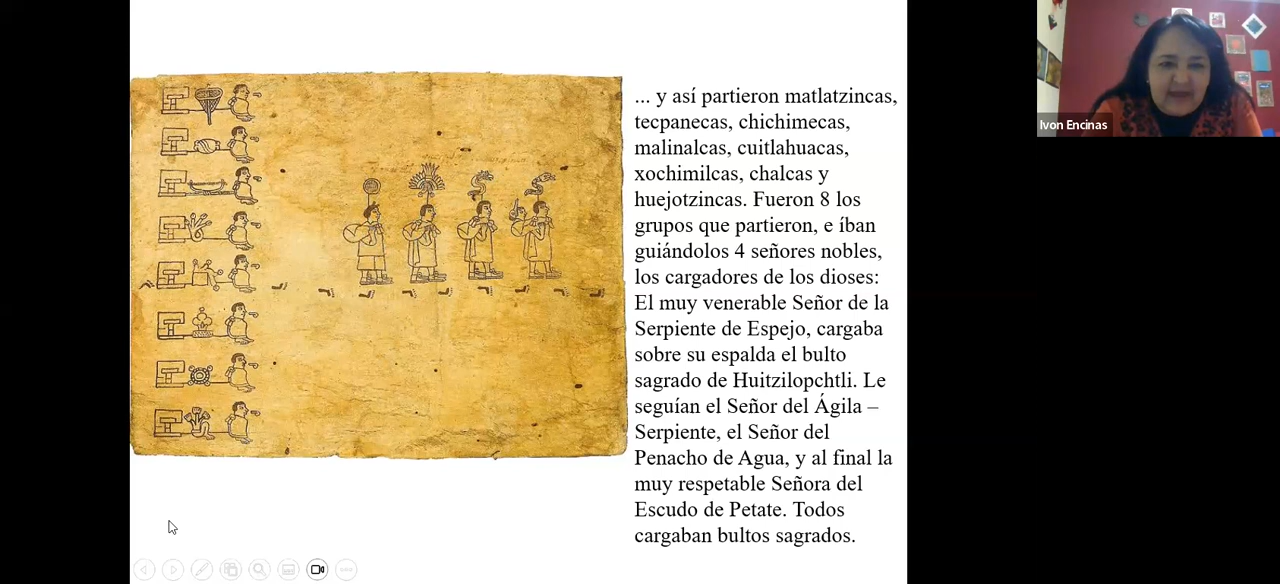 ... y así partieron matlatzincas,
tecpanecas, chichimecas,
malinalcas, cuitlahuacas,
xochimilcas, chalcas y
huejotzincas. Fueron 8 los
grupos que partieron, e íban
guiándolos 4 señores nobles,
los cargadores de los dioses:
El muy venerable Señor de la
Serpiente de Espejo, cargaba
sobre su espalda el bulto
sagrado de Huitzilopchtli. Le
seguían el Señor del Ágila –
Serpiente, el Señor del
Penacho de Agua, y al final la
muy respetable Señora del
Escudo de Petate. Todos
cargaban bultos sagrados.
Ivon Encinas